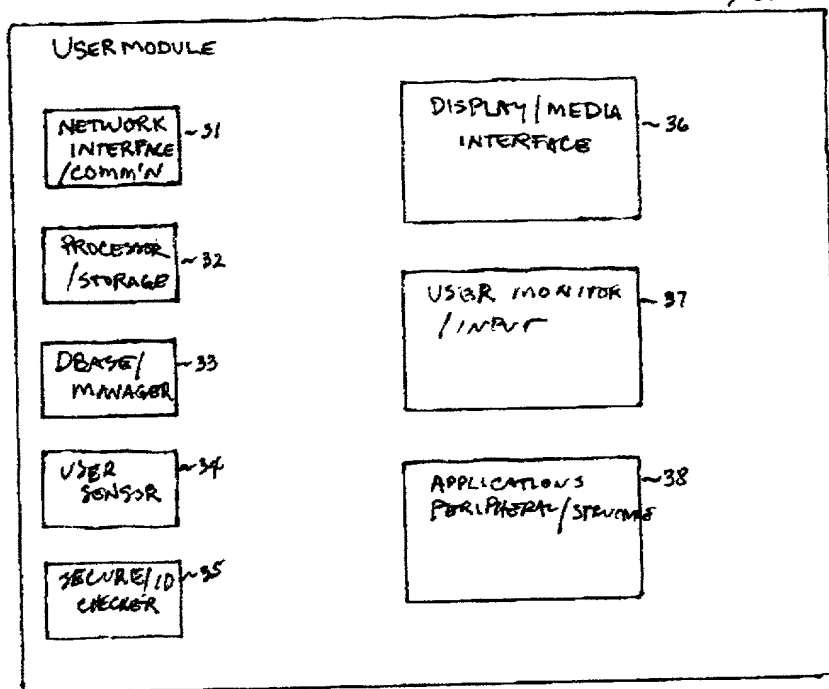 USER MODULE
NETWORK
INTERFACE
/COMM'N
~31
PROCESSOR
/STORAGE
~32
DBASE/
MANAGER
~33
USER
SENSOR
~34
SECURE/ID
CHECKER
~35
DISPLAY/MEDIA
INTERFACE
~36
USER MONITOR
/INPUT
~37
APPLICATIONS
PERIPHERAL/STRUCTURE
~38